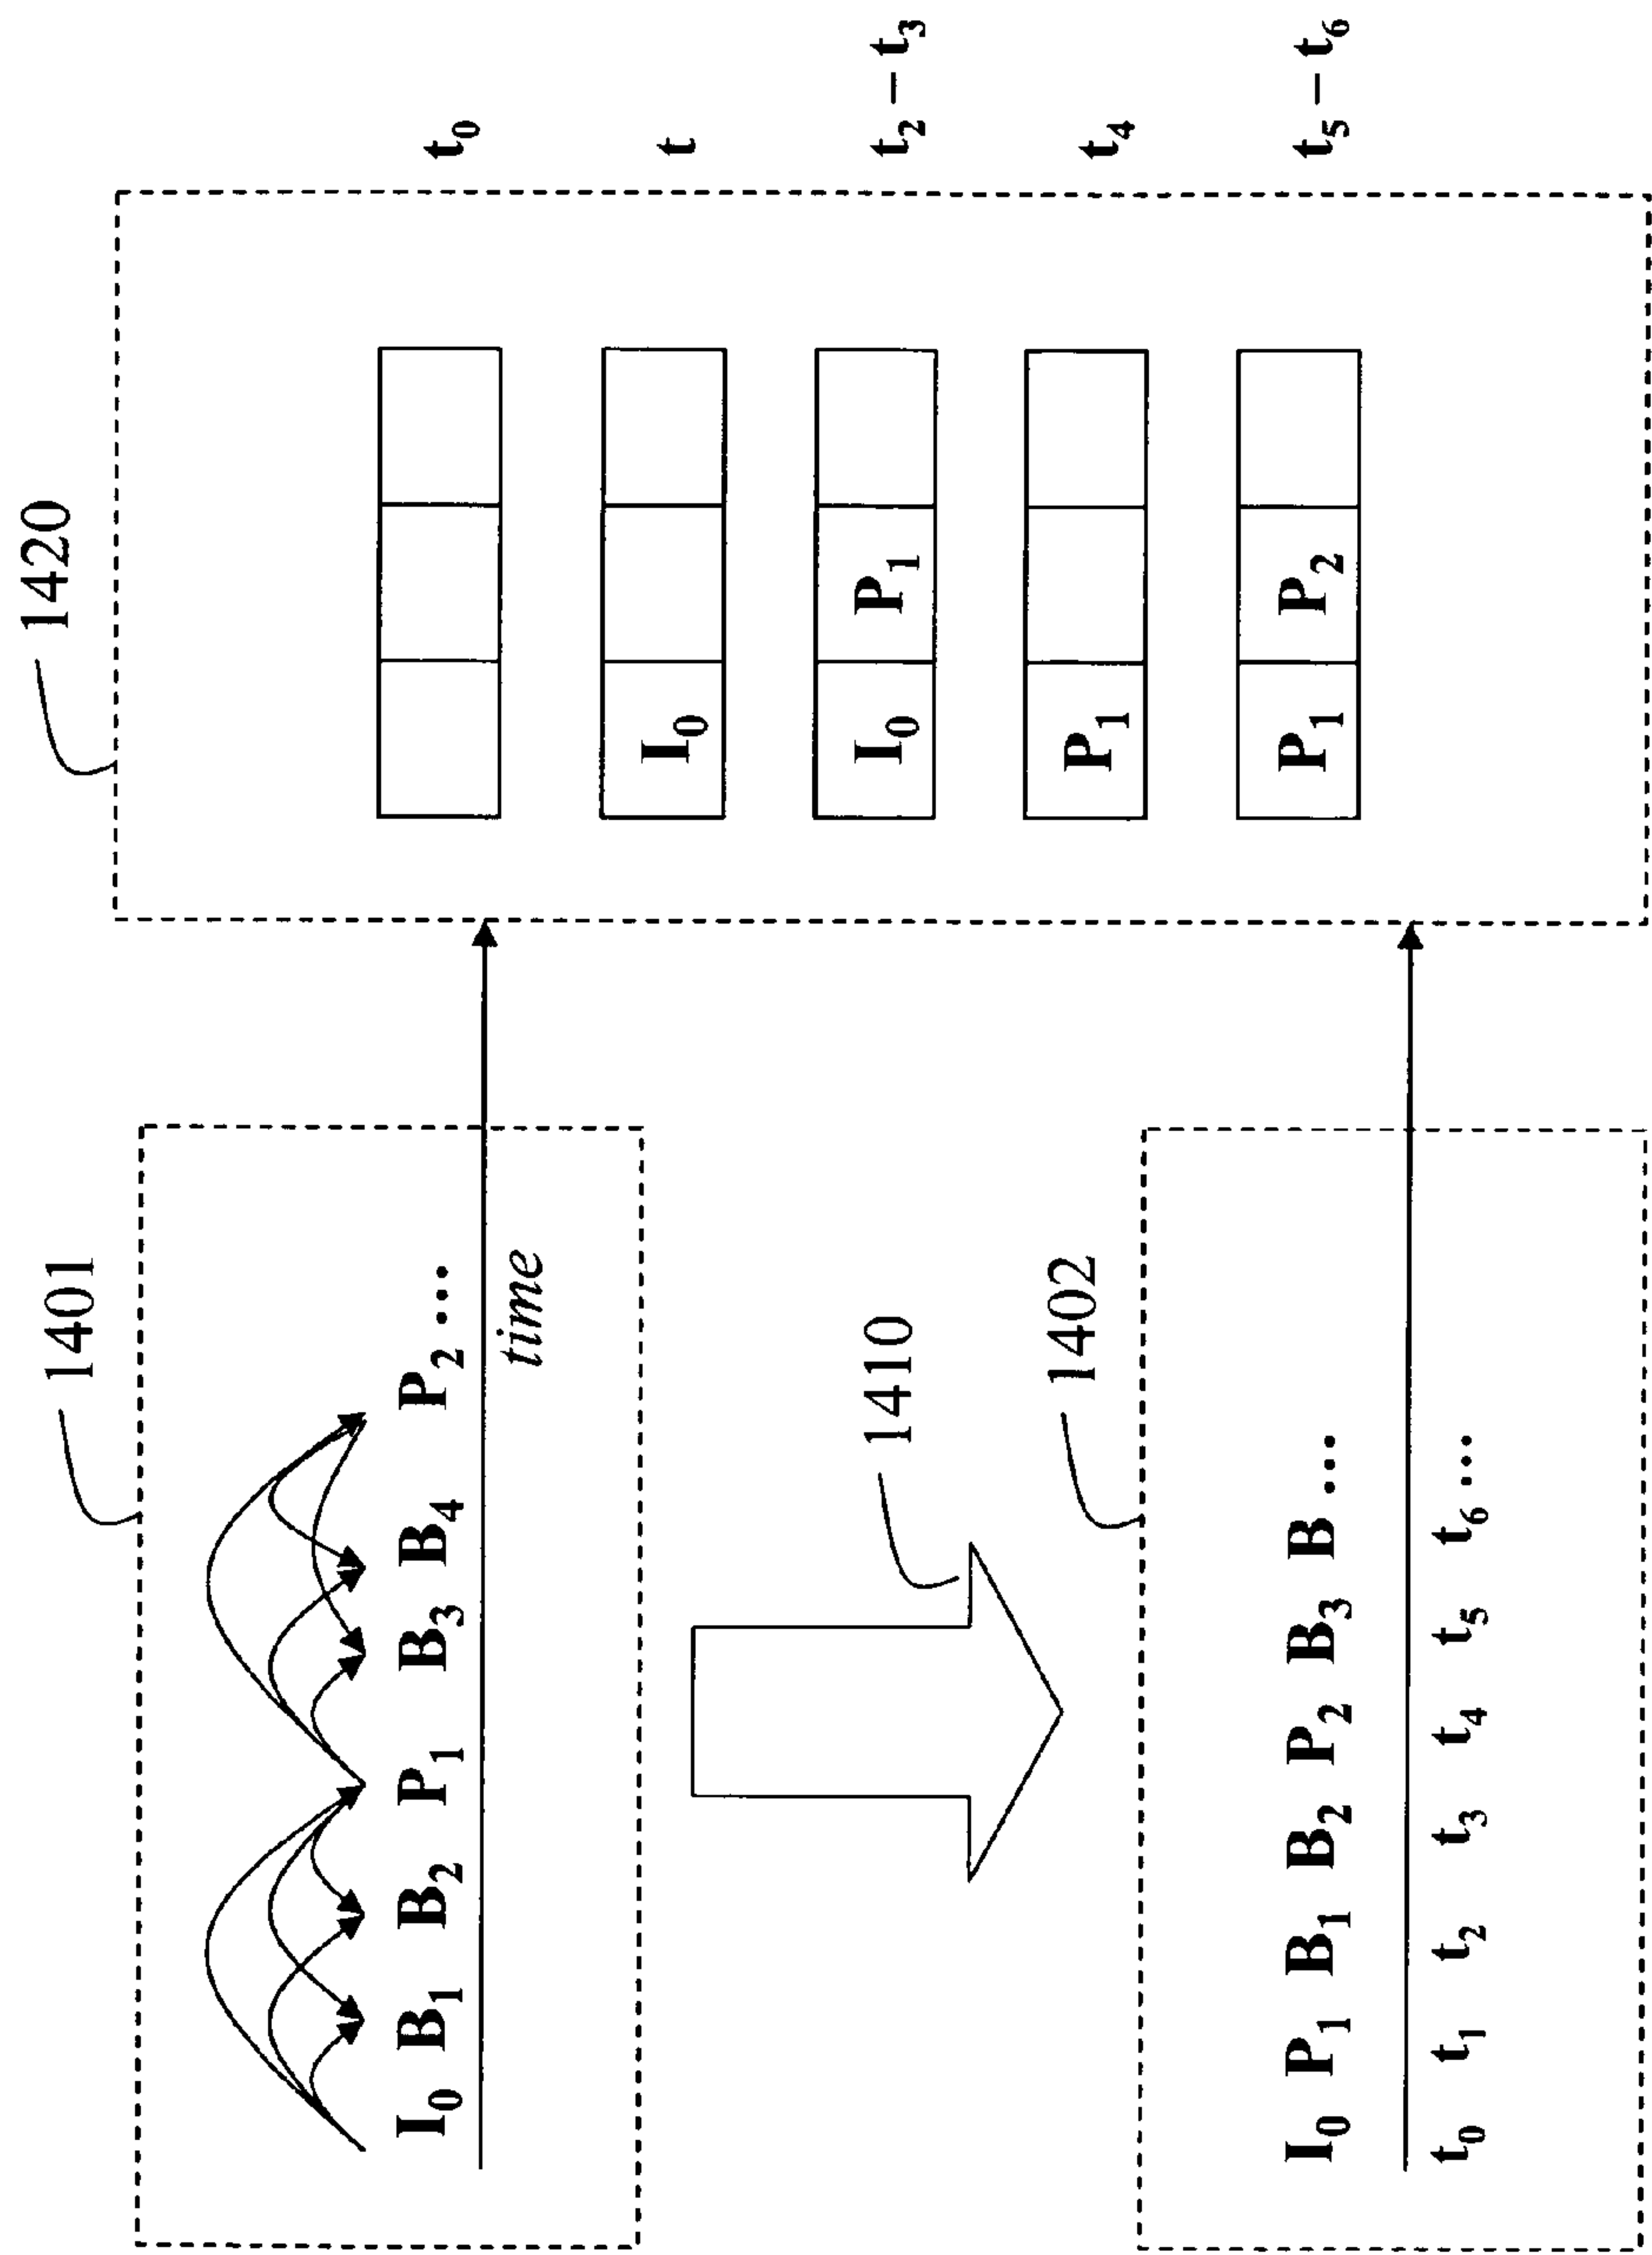 1401
I₀ B₁ B₂ P₁ B₃ B₄ P₂ ...
time
1410
1402
I₀ P₁ B₁ B₂ P₂ B₃ B ...
t₀ t₁ t₂ t₃ t₄ t₅ t₆ ...
1420
t₀
I₀ t
I₀ P₁ t₂ – t₃
P₁ t₄
P₁ P₂ t₅ – t₆